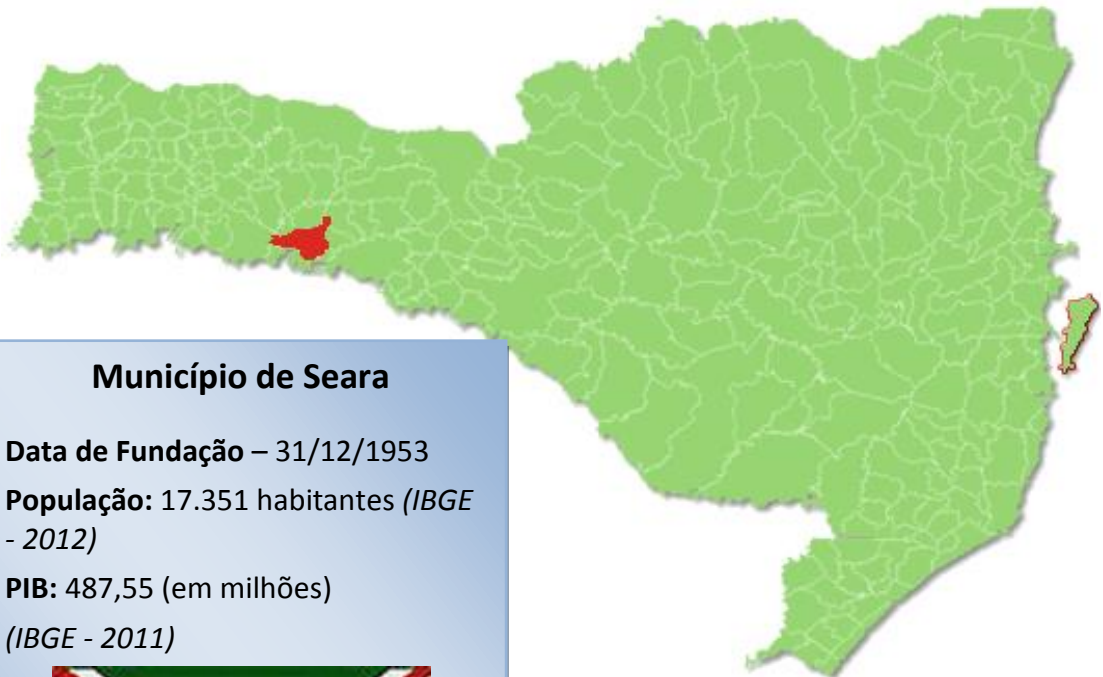 Município de Seara
Data de Fundação – 31/12/1953
População: 17.351 habitantes (IBGE
- 2012)
PIB: 487,55 (em milhões)
(IBGE - 2011)